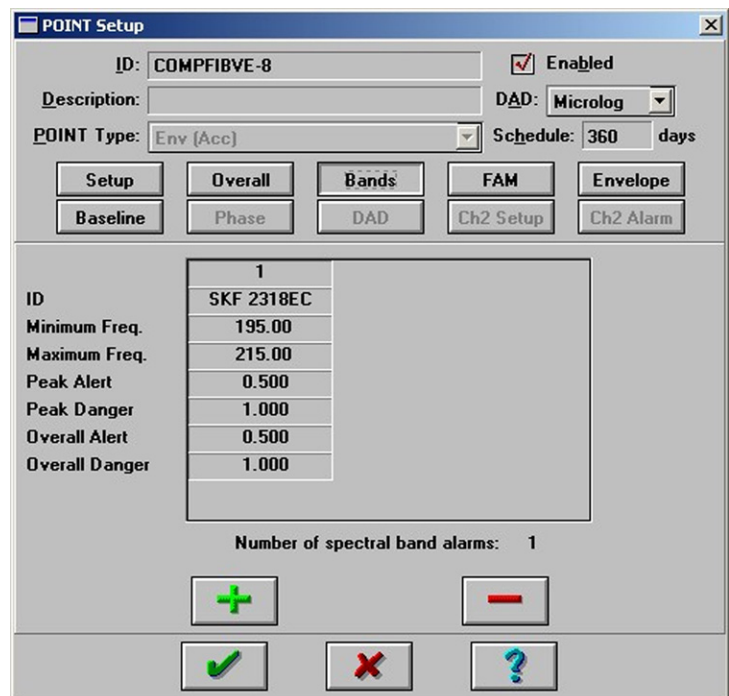 POINT Setup
ID: COMPFIBVE-8 Enabled
Description: DAD: Microlog
POINT Type: Env (Acc) Schedule: 360 days
Setup Overall Bands FAM Envelope
Baseline Phase DAD Ch2 Setup Ch2 Alarm
1
ID SKF 2318EC
Minimum Freq. 195.00
Maximum Freq. 215.00
Peak Alert 0.500
Peak Danger 1.000
Overall Alert 0.500
Overall Danger 1.000
Number of spectral band alarms: 1